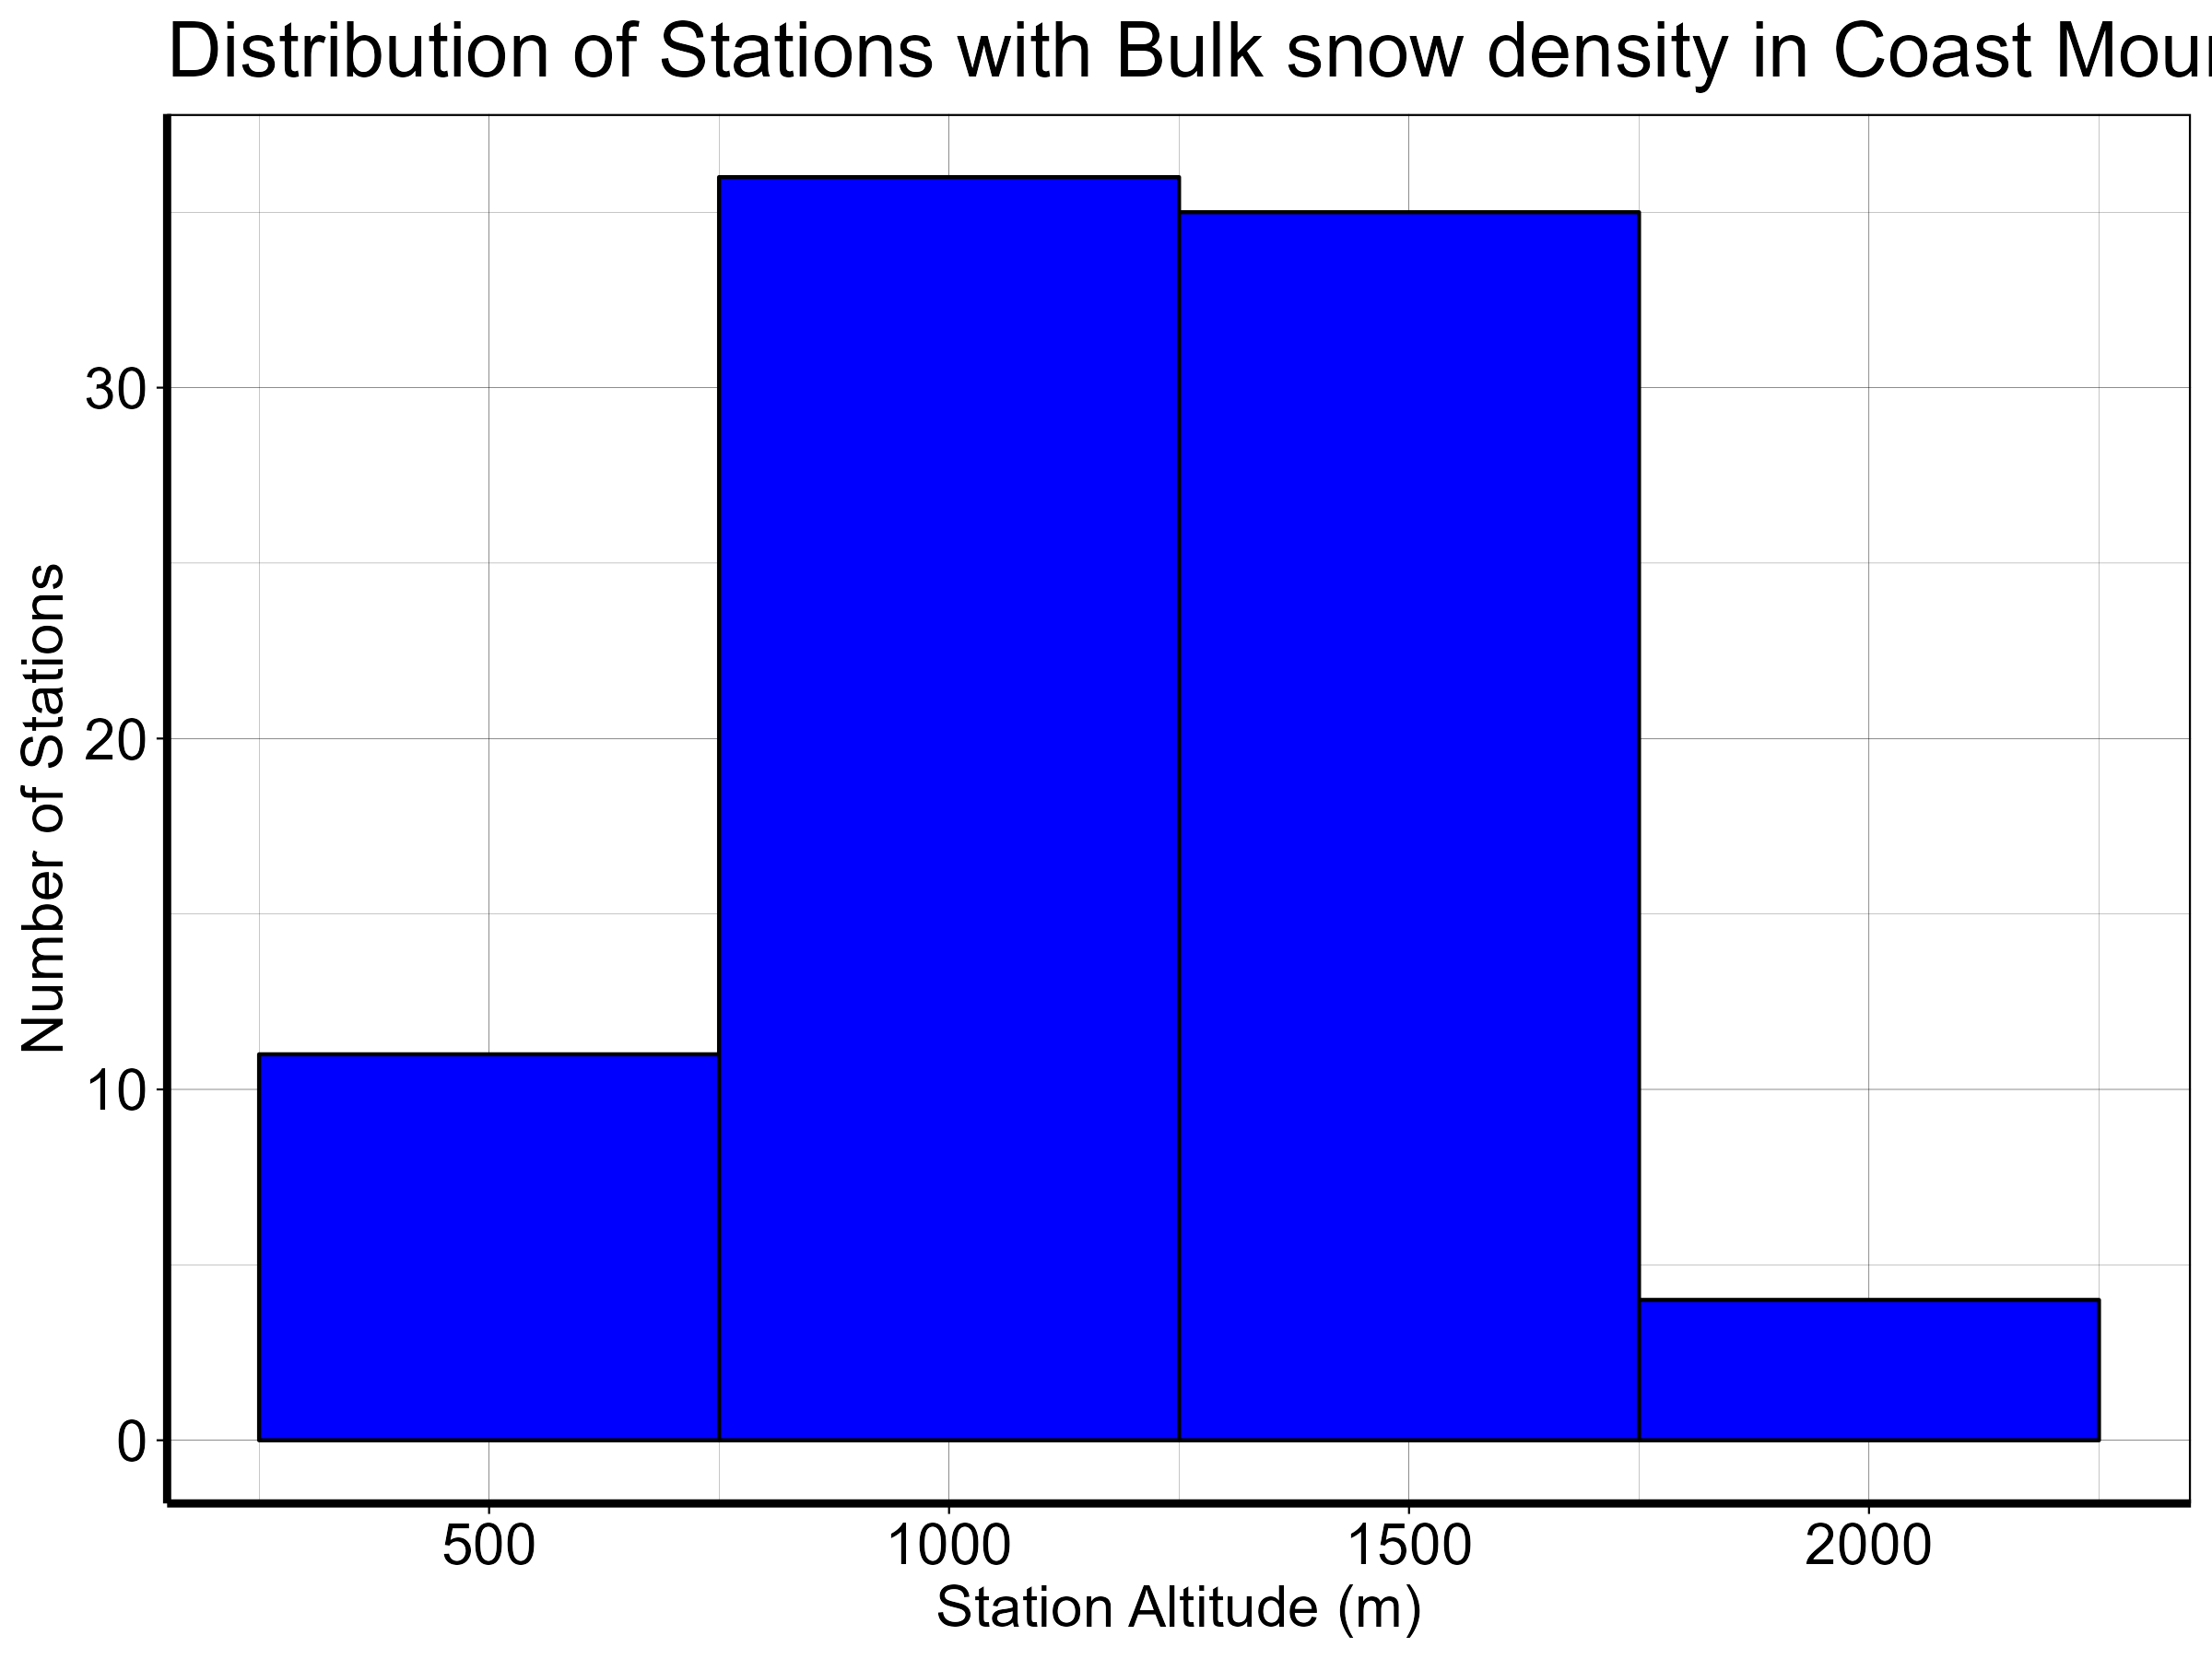 Distribution of Stations with Bulk snow density in Coast
Number of Stations
30
20
10
0
500 1000 1500 2000
Station Altitude (m)